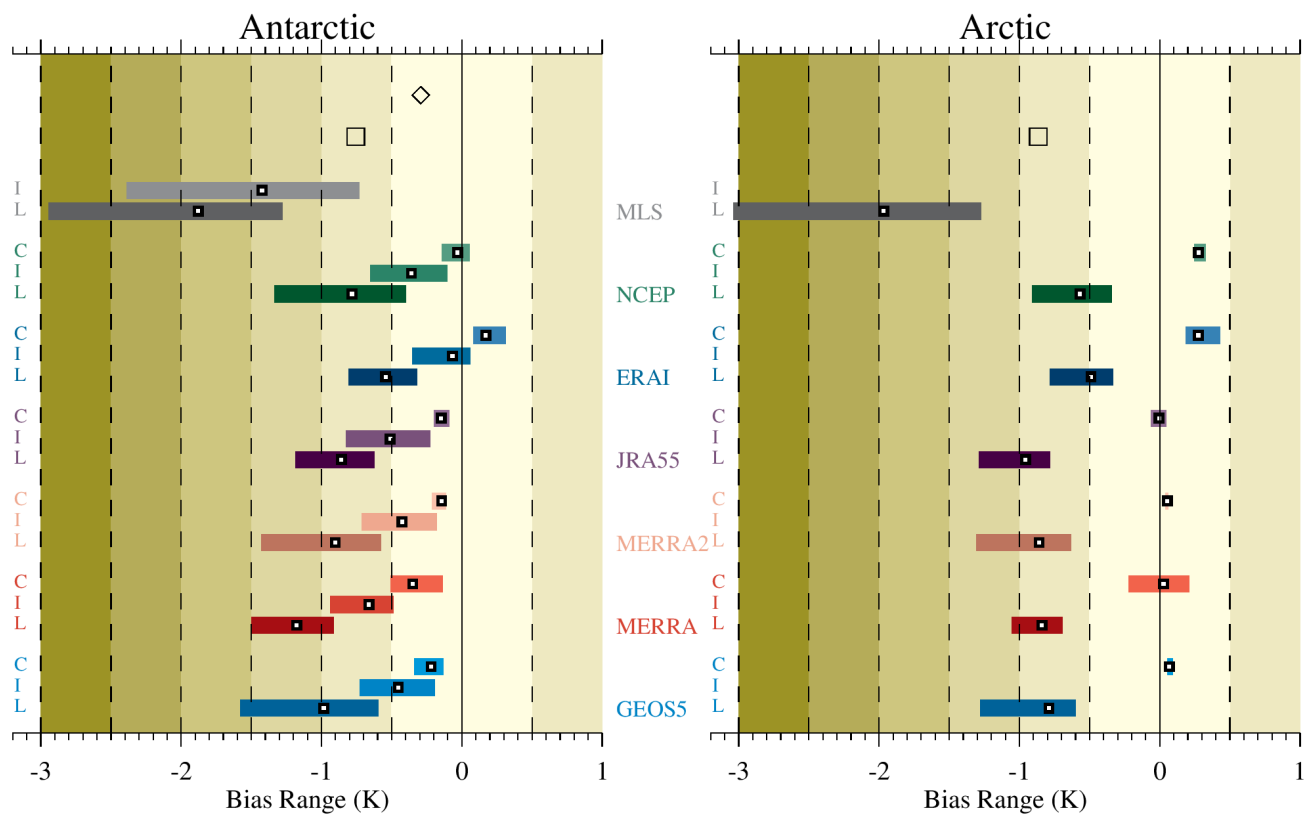 Antarctic Arctic
I I
L MLS L
C C
I I
L NCEP L
C C
I I
L ERAI L
C C
I I
L JRA55 L
C C
I I
L MERRA2 L
C C
I I
L MERRA L
C C
I I
L GEOS5 L
-3 -2 -1 0 1 -3 -2 -1 0 1
Bias Range (K) Bias Range (K)